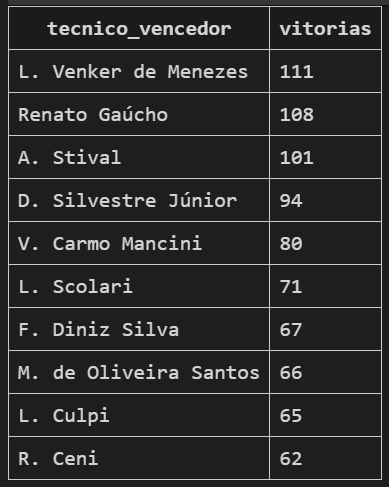 tecnico_vencedor vitorias
L. Venker de Menezes 111
Renato Gaúcho 108
A. Stival 101
D. Silvestre Júnior 94
V. Carmo Mancini 80
L. Scolari 71
F. Diniz Silva 67
M. de Oliveira Santos 66
L. Culpi 65
R. Ceni 62